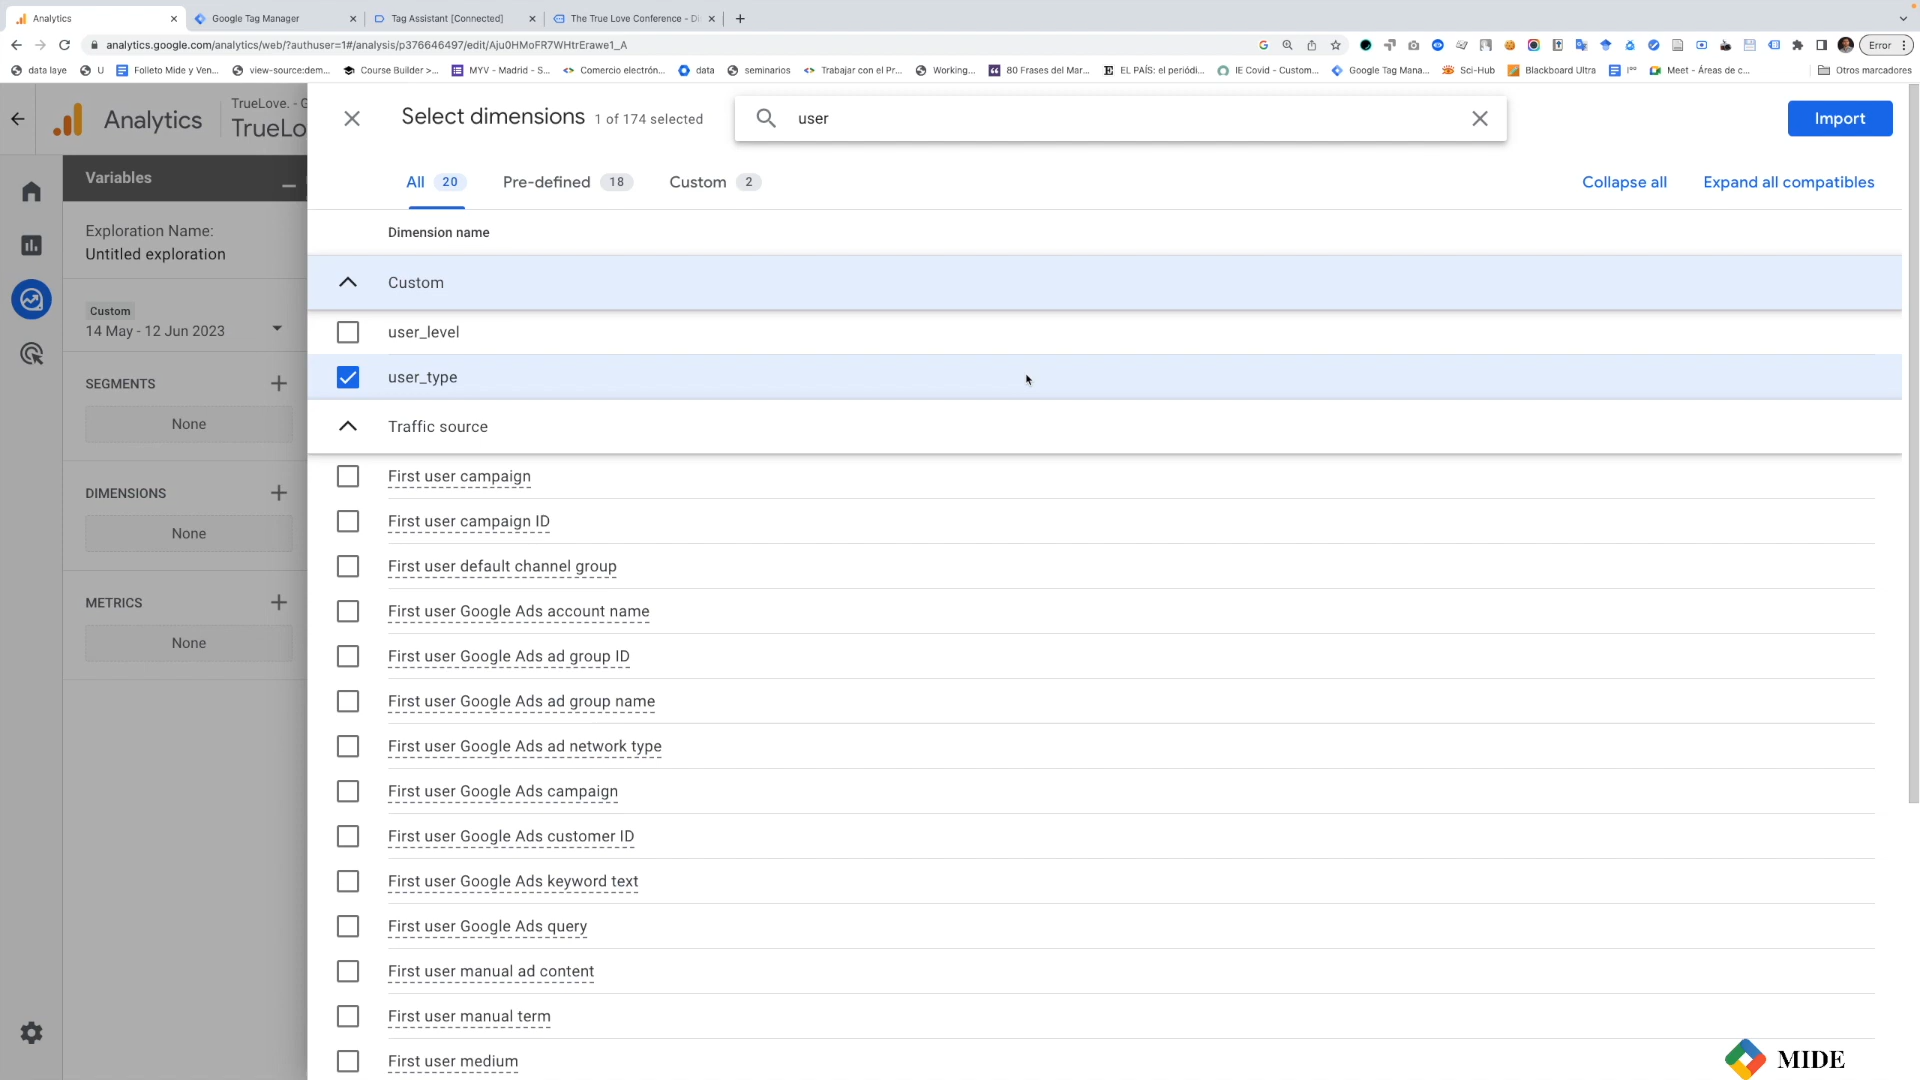 Analytics
Google Tag Manager
Tag Assistant [Connected]
The True Love Conference - Di
analytics.google.com/analytics/web/?authuser=1#/analysis/p376646497/edit/Aju0HMoFR7WHtrErawe1_A
Error
data laye
U
Folleto Mide y Ven...
view-source:dem...
Course Builder >...
MYV - Madrid - S...
Comercio electrón...
data
seminarios
Trabajar con el Pr...
Working...
80 Frases del Mar...
EL PAÍS: el periódi...
IE Covid - Custom...
Google Tag Mana...
Sci-Hub
Blackboard Ultra
Meet - Áreas de c...
Otros marcadores
Analytics
TrueLove. - G
TrueLo
Select dimensions
1 of 174 selected
user
Import
All 20
Pre-defined 18
Custom 2
Collapse all
Expand all compatibles
Variables
Exploration Name:
Untitled exploration
Custom
14 May - 12 Jun 2023
SEGMENTS
None
DIMENSIONS
None
METRICS
None
Dimension name
Custom
user_level
user_type
Traffic source
First user campaign
First user campaign ID
First user default channel group
First user Google Ads account name
First user Google Ads ad group ID
First user Google Ads ad group name
First user Google Ads ad network type
First user Google Ads campaign
First user Google Ads customer ID
First user Google Ads keyword text
First user Google Ads query
First user manual ad content
First user manual term
First user medium
MIDE